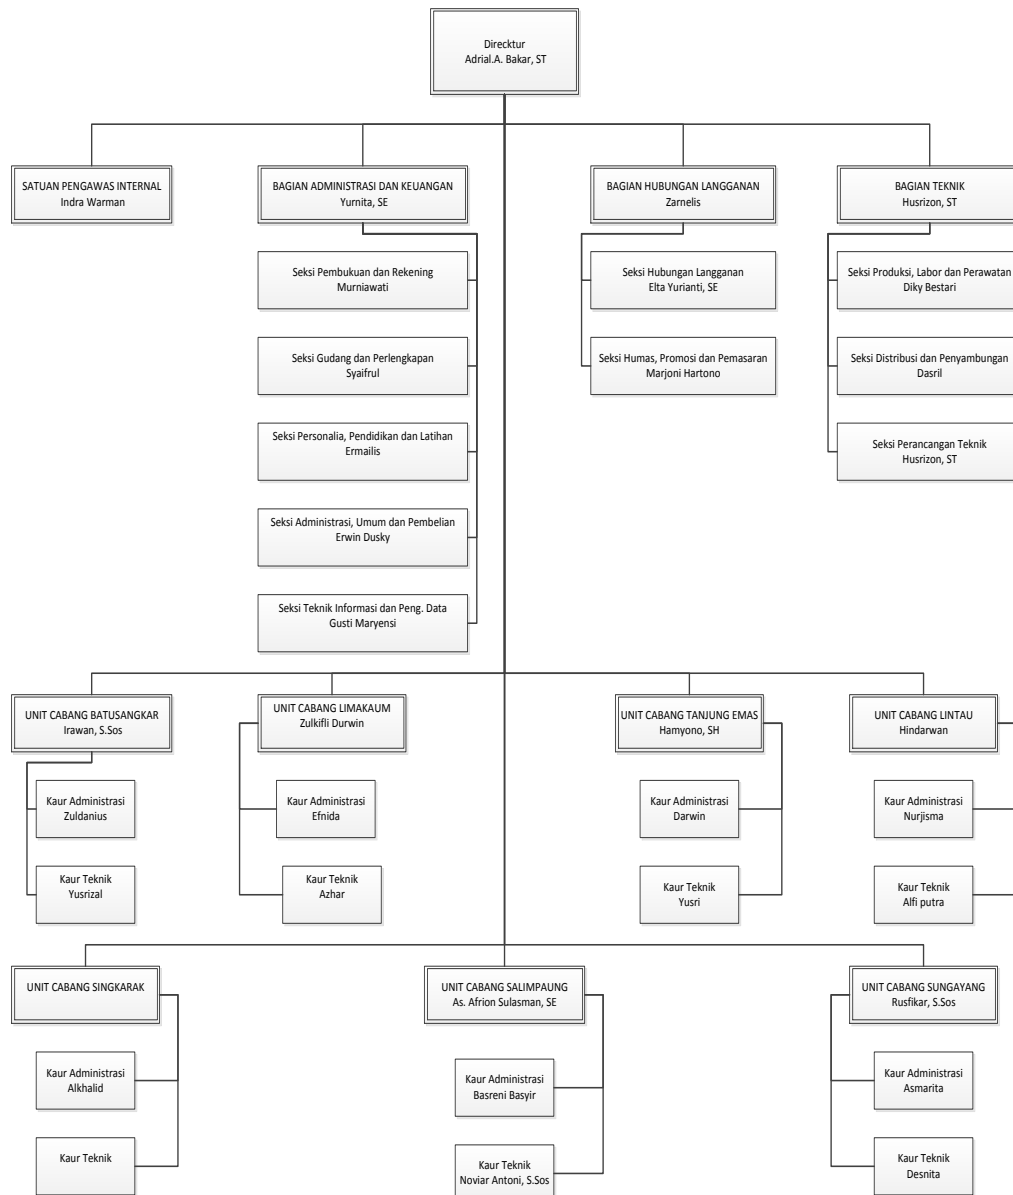 Direcktur
Adrial.A. Bakar, ST
SATUAN PENGAWAS INTERNAL
Indra Warman
BAGIAN ADMINISTRASI DAN KEUANGAN
Yurnita, SE
BAGIAN HUBUNGAN LANGGANAN
Zarnelis
BAGIAN TEKNIK
Husrizon, ST
Seksi Pembukuan dan Rekening
Murniawati
Seksi Hubungan Langganan
Elta Yurianti, SE
Seksi Produksi, Labor dan Perawatan
Diky Bestari
Seksi Gudang dan Perlengkapan
Syaifrul
Seksi Humas, Promosi dan Pemasaran
Marjoni Hartono
Seksi Distribusi dan Penyambungan
Dasril
Seksi Personalia, Pendidikan dan Latihan
Ermailis
Seksi Perancangan Teknik
Husrizon, ST
Seksi Administrasi, Umum dan Pembelian
Erwin Dusky
Seksi Teknik Informasi dan Peng. Data
Gusti Maryensi
UNIT CABANG BATUSANGKAR
Irawan, S.Sos
UNIT CABANG LIMAKAUM
Zulkifli Durwin
UNIT CABANG TANJUNG EMAS
Hamyono, SH
UNIT CABANG LINTAU
Hindarwan
Kaur Administrasi
Zuldanius
Kaur Administrasi
Efnida
Kaur Administrasi
Darwin
Kaur Administrasi
Nurjisma
Kaur Teknik
Yusrizal
Kaur Teknik
Azhar
Kaur Teknik
Yusri
Kaur Teknik
Alfi putra
UNIT CABANG SINGKARAK
UNIT CABANG SALIMPAUNG
As. Afrion Sulasman, SE
UNIT CABANG SUNGAYANG
Rusfikar, S.Sos
Kaur Administrasi
Alkhalid
Kaur Administrasi
Basreni Basyir
Kaur Administrasi
Asmarita
Kaur Teknik
Kaur Teknik
Noviar Antoni, S.Sos
Kaur Teknik
Desnita